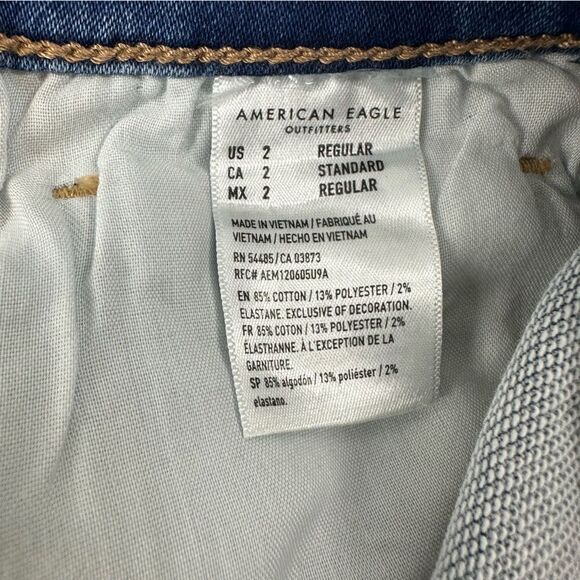 AMERICAN EAGLE
OUTFITTERS
US 2 REGULAR
CA 2 STANDARD
MX 2 REGULAR
MADE IN VIETNAM / FABRIQUÉ AU
VIETNAM / HECHO EN VIETNAM
RN 54485/CA 03873
RFC# AEM120605U9A
EN 85% COTTON / 13% POLYESTER / 2%
ELASTANE. EXCLUSIVE OF DECORATION.
FR 85% COTON / 13% POLYESTER / 2%
ÉLASTHANNE. À L'EXCEPTION DE LA
GARNITURE.
SP 85% algodón / 13% poliéster / 2%
elastano.